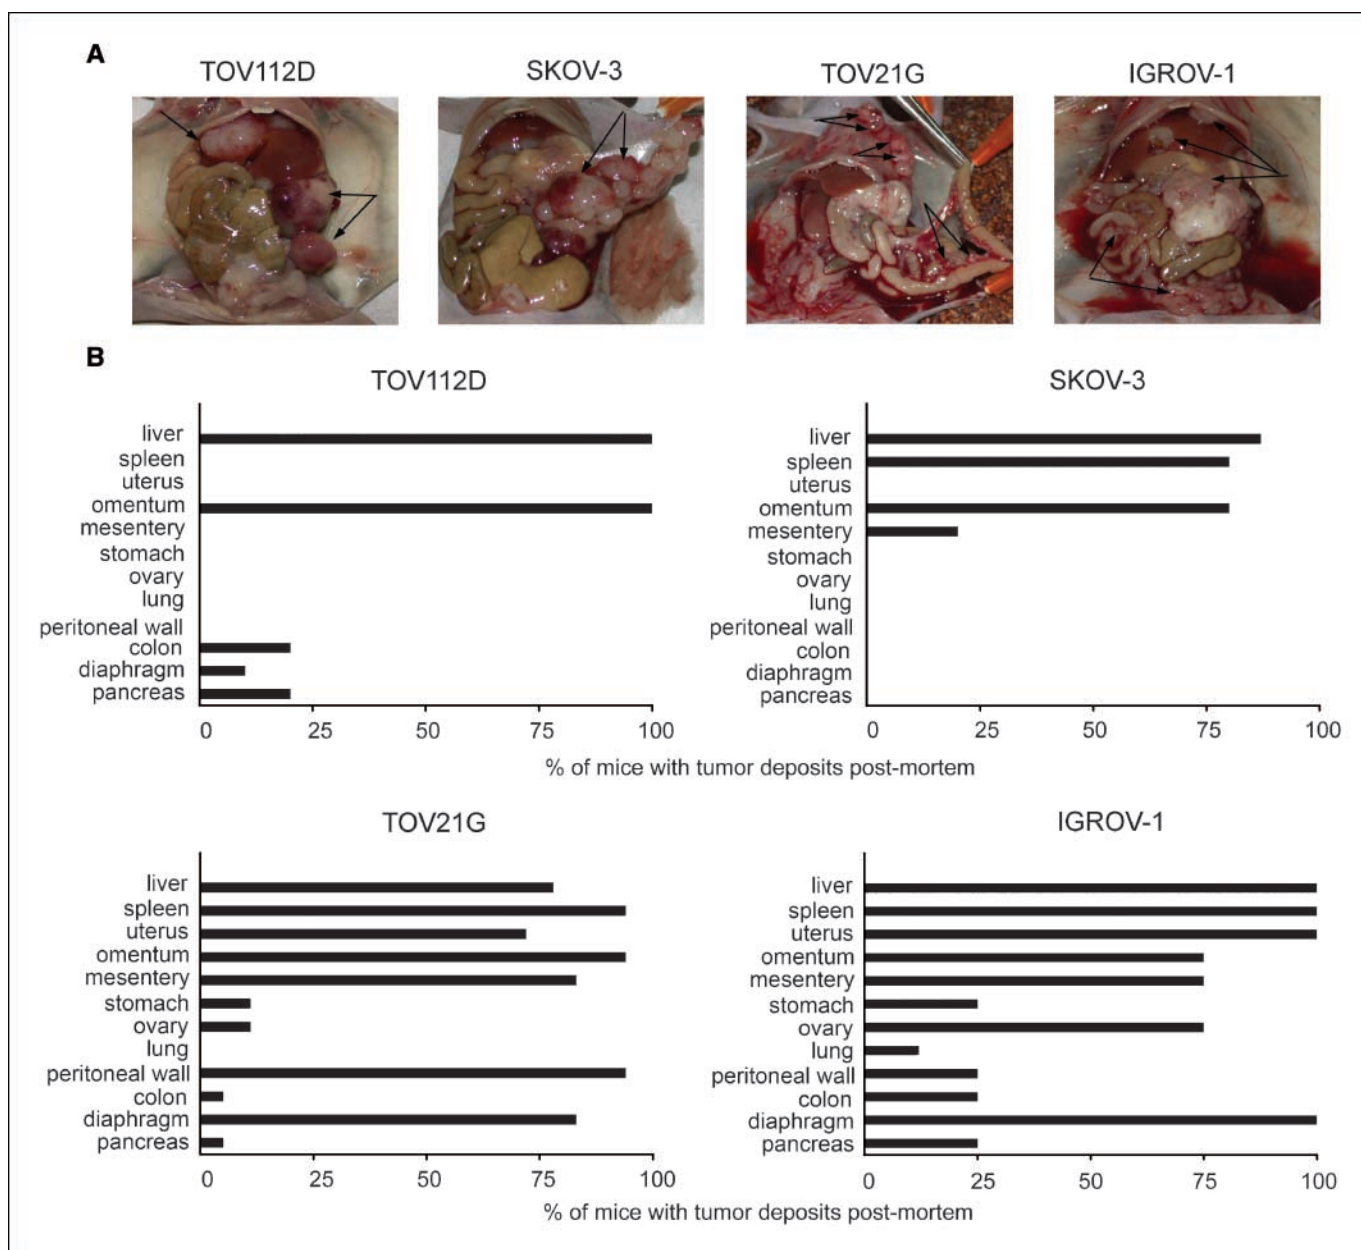 A
TOV112D SKOV-3 TOV21G IGROV-1
B
TOV112D
liver
spleen
uterus
omentum
mesentery
stomach
ovary
lung
peritoneal wall
colon
diaphragm
pancreas
0 25 50 75 100
SKOV-3
liver
spleen
uterus
omentum
mesentery
stomach
ovary
lung
peritoneal wall
colon
diaphragm
pancreas
0 25 50 75 100
% of mice with tumor deposits post-mortem
TOV21G
liver
spleen
uterus
omentum
mesentery
stomach
ovary
lung
peritoneal wall
colon
diaphragm
pancreas
0 25 50 75 100
IGROV-1
liver
spleen
uterus
omentum
mesentery
stomach
ovary
lung
peritoneal wall
colon
diaphragm
pancreas
0 25 50 75 100
% of mice with tumor deposits post-mortem